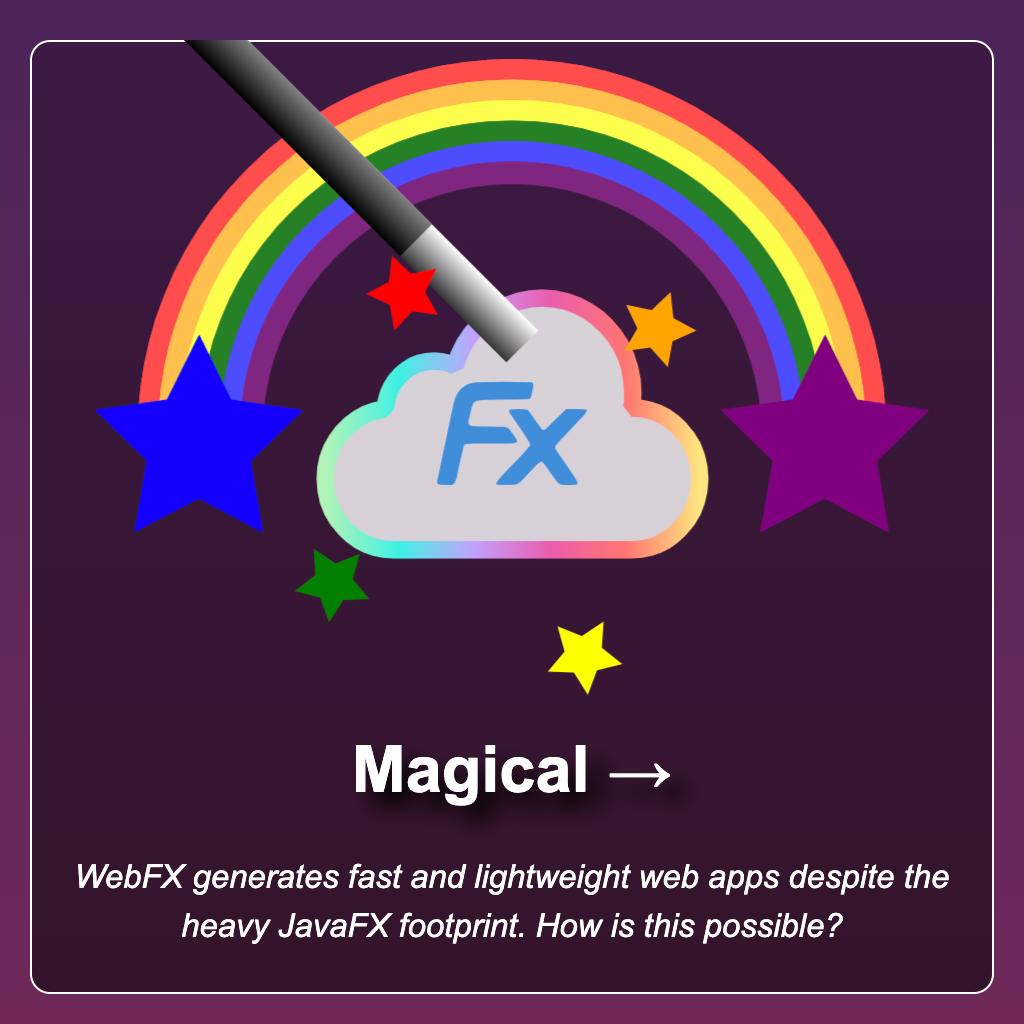 Fx
Magical →
WebFX generates fast and lightweight web apps despite the
heavy JavaFX footprint. How is this possible?